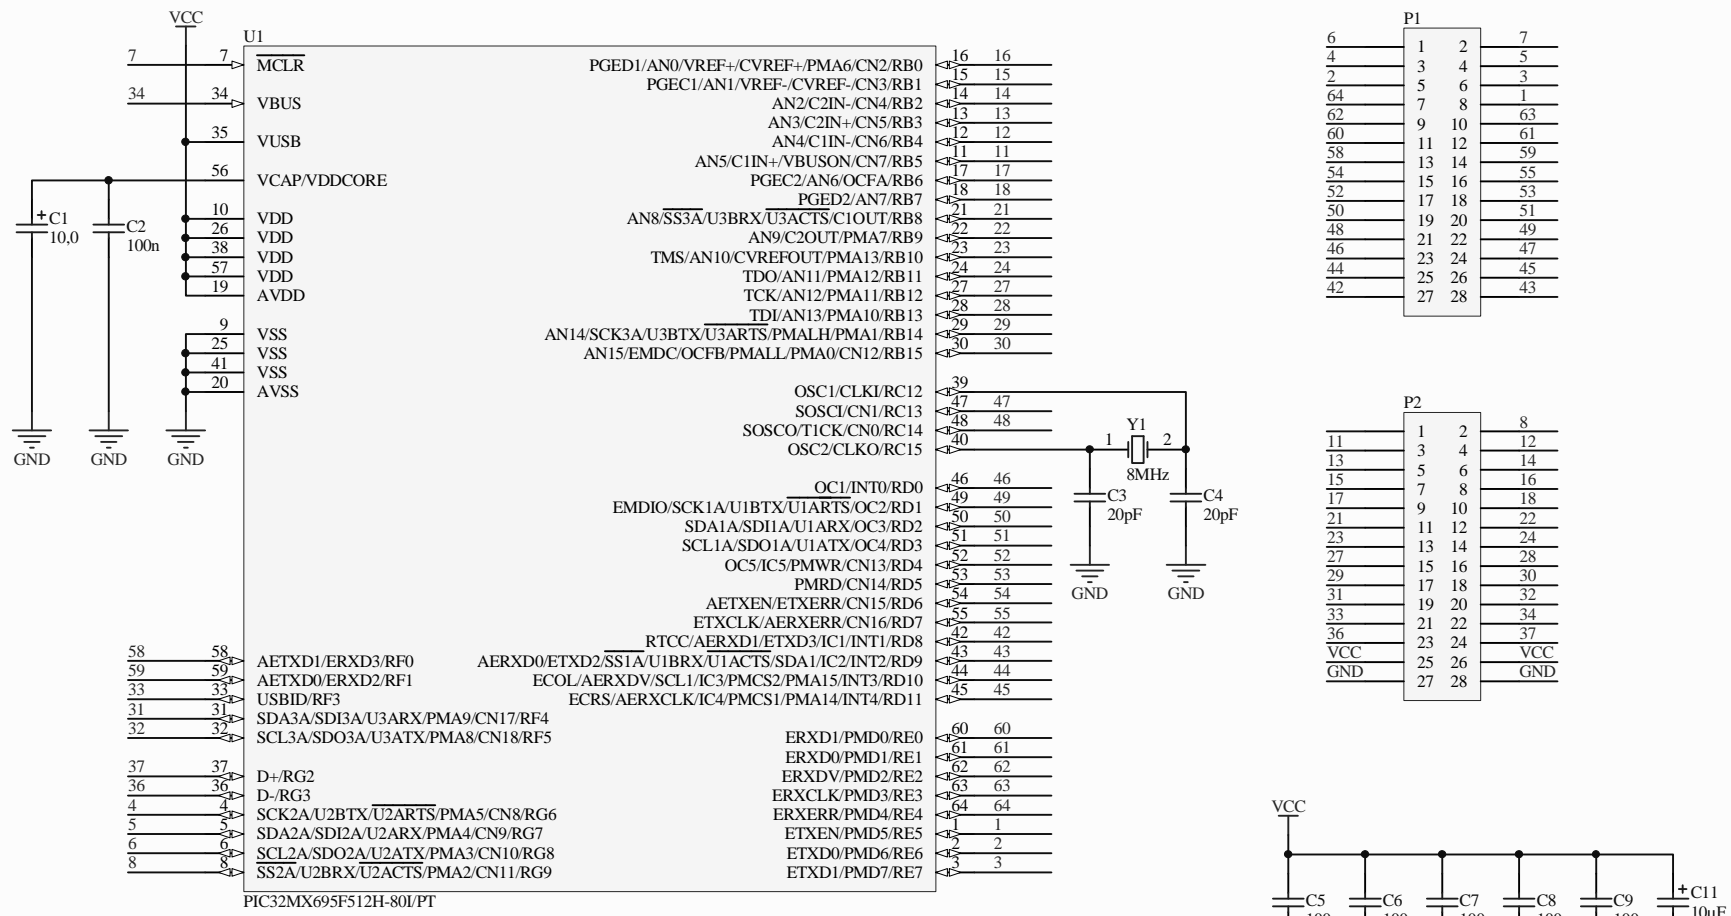 VCC
U1
7 7 MCLR
34 34 VBUS
35 VUSB
56 VCAP/VDDCORE
10 VDD
26 VDD
38 VDD
57 VDD
19 AVDD
9 VSS
25 VSS
41 VSS
20 AVSS
+ C1
10,0
C2
100n
GND
GND
GND
58 58 AETXD1/ERXD3/RF0
59 59 AETXD0/ERXD2/RF1
33 33 USBID/RF3
31 31 SDA3A/SDI3A/U3ARX/PMA9/CN17/RF4
32 32 SCL3A/SDO3A/U3ATX/PMA8/CN18/RF5
37 37 D+/RG2
36 36 D-/RG3
4 4 SCK2A/U2BTX/U2ARTS/PMA5/CN8/RG6
5 5 SDA2A/SDI2A/U2ARX/PMA4/CN9/RG7
6 6 SCL2A/SDO2A/U2ATX/PMA3/CN10/RG8
8 8 SS2A/U2BRX/U2ACTS/PMA2/CN11/RG9
PIC32MX695F512H-80I/PT
PGED1/AN0/VREF+/CVREF+/PMA6/CN2/RB0 16 16
PGEC1/AN1/VREF-/CVREF-/CN3/RB1 15 15
AN2/C2IN-/CN4/RB2 14 14
AN3/C2IN+/CN5/RB3 13 13
AN4/C1IN-/CN6/RB4 12 12
AN5/C1IN+/VBUSON/CN7/RB5 11 11
PGEC2/AN6/OCFA/RB6 17 17
PGED2/AN7/RB7 18 18
AN8/SS3A/U3BRX/U3ACTS/C1OUT/RB8 21 21
AN9/C2OUT/PMA7/RB9 22 22
TMS/AN10/CVREFOUT/PMA13/RB10 23 23
TDO/AN11/PMA12/RB11 24 24
TCK/AN12/PMA11/RB12 27 27
TDI/AN13/PMA10/RB13 28 28
AN14/SCK3A/U3BTX/U3ARTS/PMALH/PMA1/RB14 29 29
AN15/EMDC/OCFB/PMALL/PMA0/CN12/RB15 30 30
OSC1/CLKI/RC12 39
SOSCI/CN1/RC13 47 47
SOSCO/T1CK/CN0/RC14 48 48
OSC2/CLKO/RC15 40
OC1/INT0/RD0 46 46
EMDIO/SCK1A/U1BTX/U1ARTS/OC2/RD1 49 49
SDA1A/SDI1A/U1ARX/OC3/RD2 50 50
SCL1A/SDO1A/U1ATX/OC4/RD3 51 51
OC5/IC5/PMWR/CN13/RD4 52 52
PMRD/CN14/RD5 53 53
AETXEN/ETXERR/CN15/RD6 54 54
ETXCLK/AERXERR/CN16/RD7 55 55
RTCC/AERXD1/ETXD3/IC1/INT1/RD8 42 42
AERXD0/ETXD2/SS1A/U1BRX/U1ACTS/SDA1/IC2/INT2/RD9 43 43
ECOL/AERXDV/SCL1/IC3/PMCS2/PMA15/INT3/RD10 44 44
ECRS/AERXCLK/IC4/PMCS1/PMA14/INT4/RD11 45 45
ERXD1/PMD0/RE0 60 60
ERXD0/PMD1/RE1 61 61
ERXDV/PMD2/RE2 62 62
ERXCLK/PMD3/RE3 63 63
ERXERR/PMD4/RE4 64 64
ETXEN/PMD5/RE5 1 1
ETXD0/PMD6/RE6 2 2
ETXD1/PMD7/RE7 3 3
Y1
1 2
8MHz
C3
20pF
C4
20pF
GND
GND
P1
6 1 2 7
4 3 4 5
2 5 6 3
64 7 8 1
62 9 10 63
60 11 12 61
58 13 14 59
54 15 16 55
52 17 18 53
50 19 20 51
48 21 22 49
46 23 24 47
44 25 26 45
42 27 28 43
P2
1 2 8
11 3 4 12
13 5 6 14
15 7 8 16
17 9 10 18
21 11 12 22
23 13 14 24
27 15 16 28
29 17 18 30
31 19 20 32
33 21 22 34
36 23 24 37
VCC 25 26 VCC
GND 27 28 GND
VCC
C5 C6 C7 C8 C9 + C11
10uF